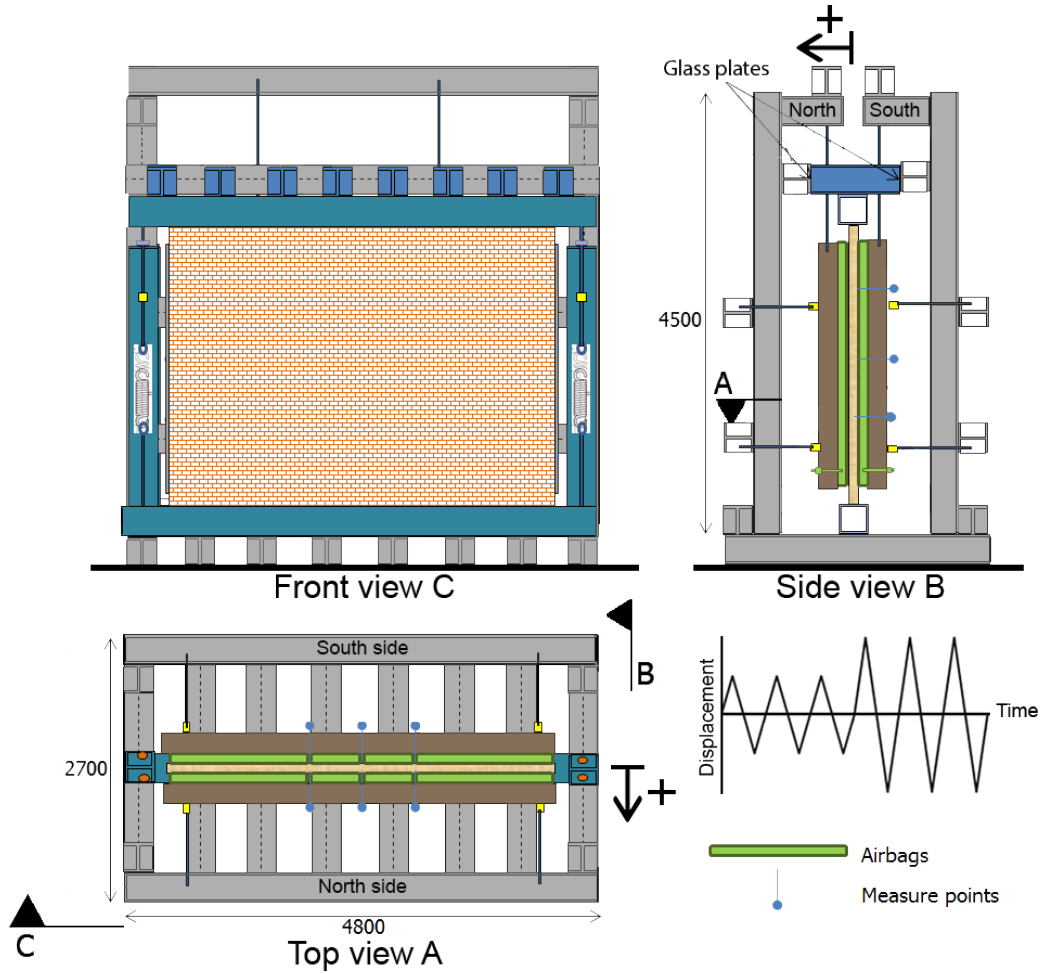 +
Glass plates
North
South
4500
A
Front view C
Side view B
South side
B
2700
+
North side
4800
C
Top view A
Displacement
Time
Airbags
Measure points